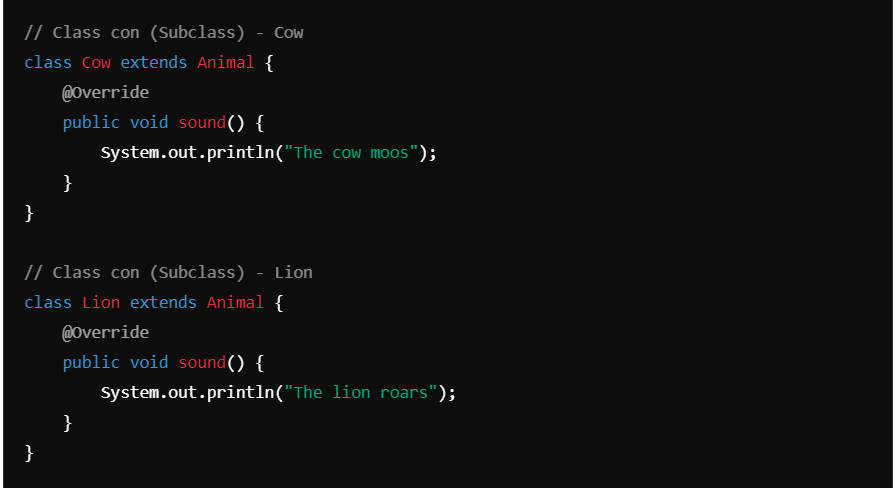 // Class con (Subclass) - Cow
class Cow extends Animal {
    @Override
    public void sound() {
        System.out.println("The cow moos");
    }
}

// Class con (Subclass) - Lion
class Lion extends Animal {
    @Override
    public void sound() {
        System.out.println("The lion roars");
    }
}